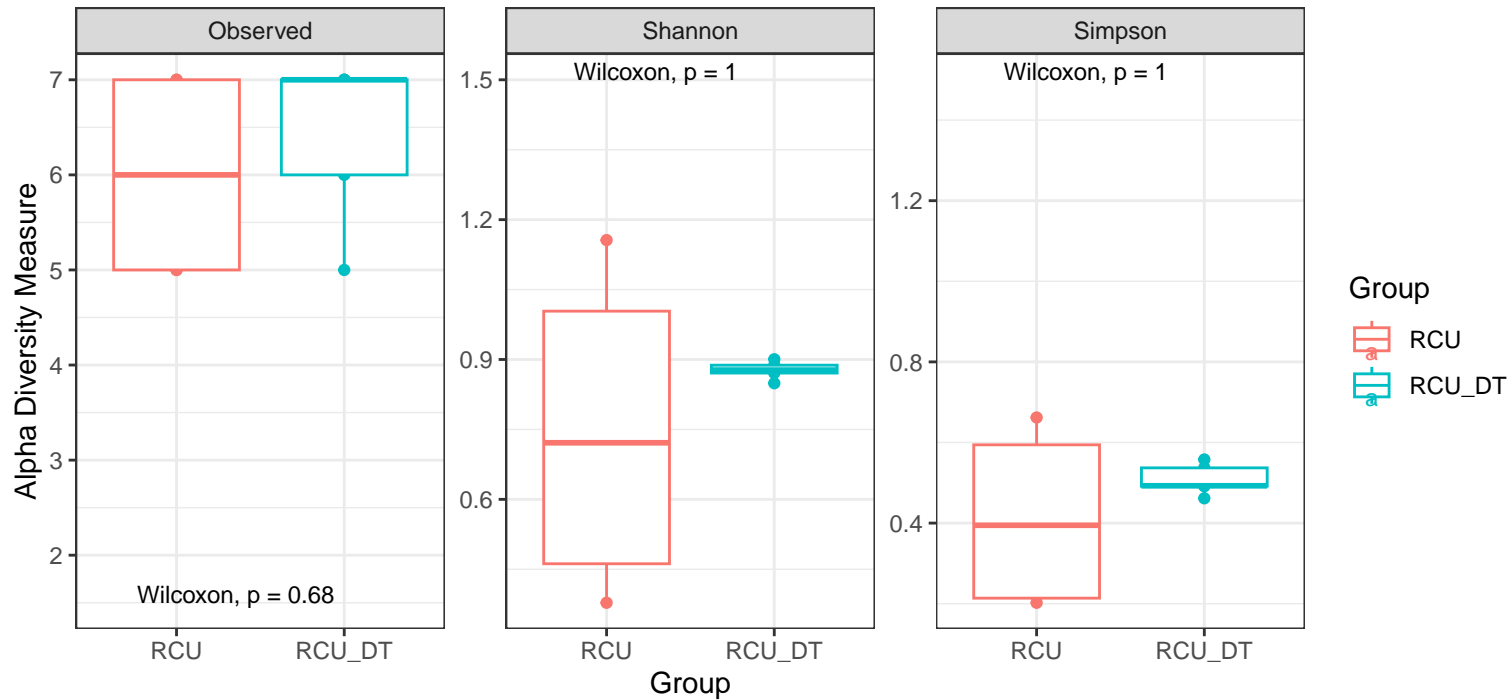 Observed
Shannon
Simpson
Alpha Diversity Measure
7
6
5
4
3
2
Wilcoxon, p = 0.68
RCU
RCU_DT
1.5
1.2
0.9
0.6
Wilcoxon, p = 1
RCU
RCU_DT
1.2
0.8
0.4
Wilcoxon, p = 1
RCU
RCU_DT
Group
Group
a
RCU
a
RCU_DT